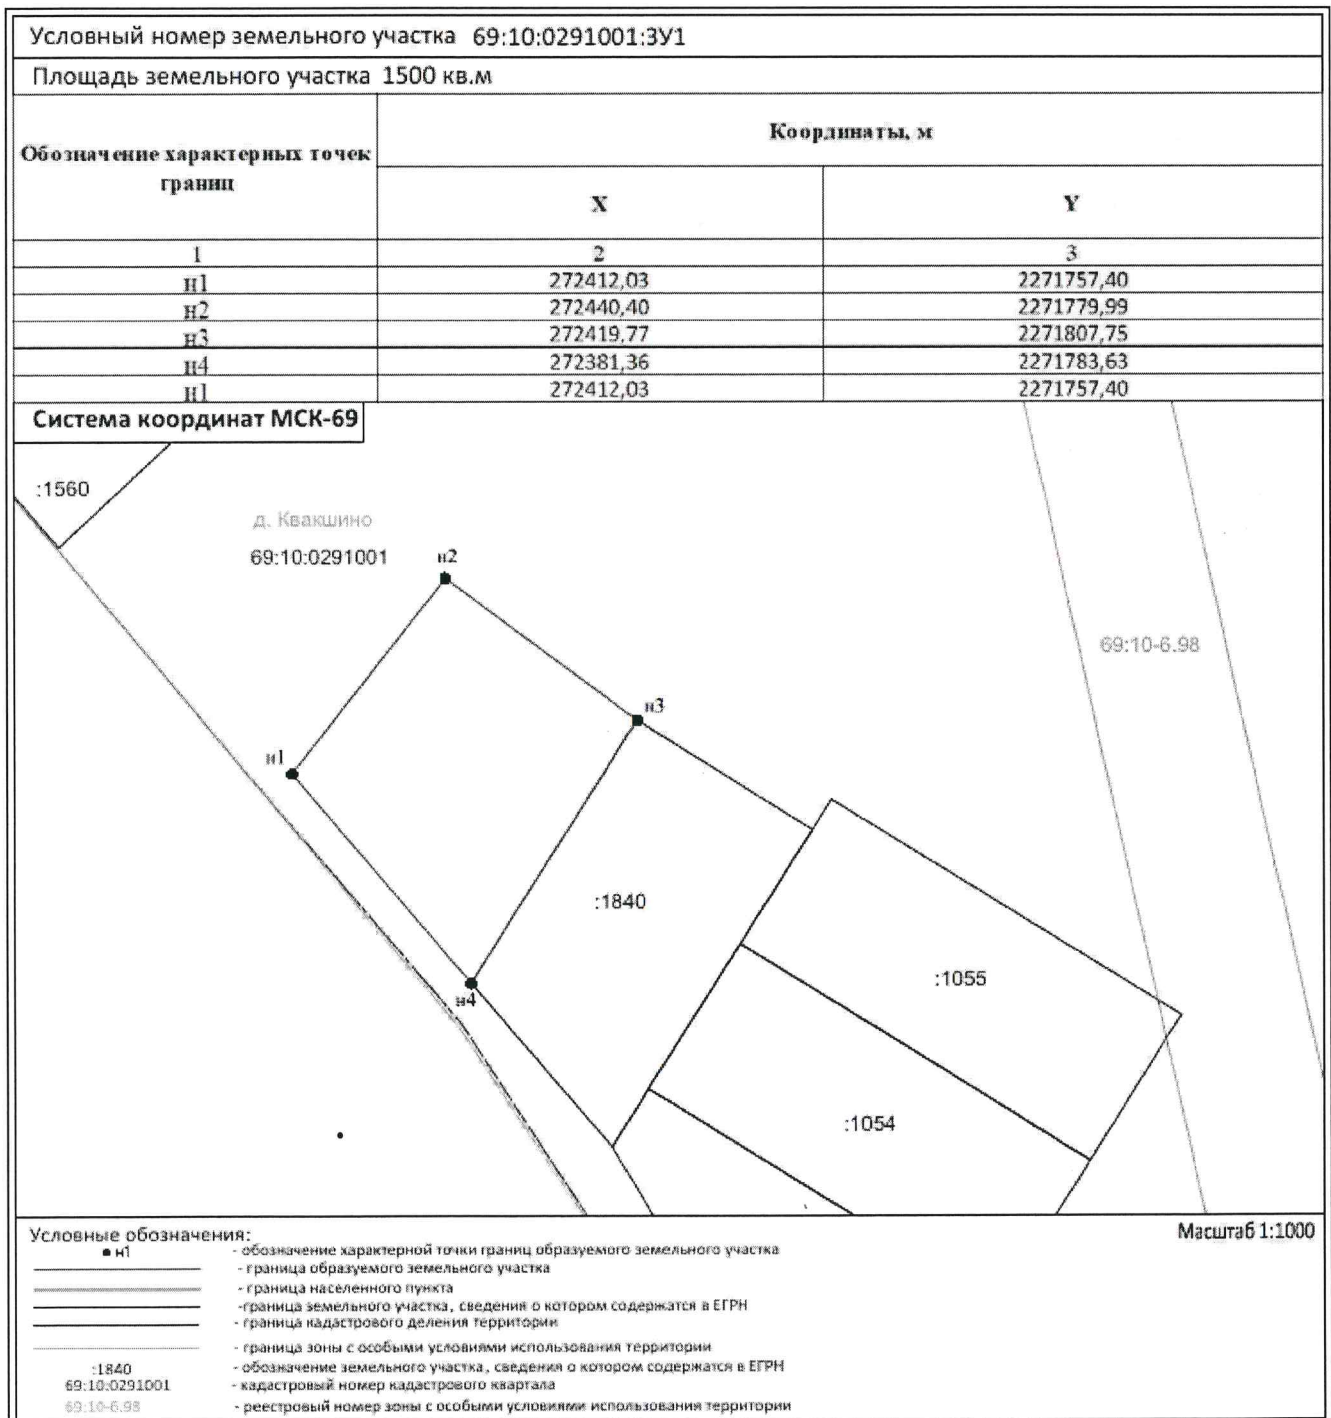 Условный номер земельного участка 69:10:0291001:ЗУ1
Площадь земельного участка 1500 кв.м
Обозначение характерных точек границ
Координаты, м
X
Y
1 2 3
н1 272412,03 2271757,40
н2 272440,40 2271779,99
н3 272419,77 2271807,75
н4 272381,36 2271783,63
н1 272412,03 2271757,40
Система координат МСК-69
:1560
д. Квакшино
69:10:0291001
н2
69:10-6.98
н3
н1
:1840
:1055
н4
:1054
Условные обозначения:
Масштаб 1:1000
н1 - обозначение характерной точки границ образуемого земельного участка
- граница образуемого земельного участка
- граница населенного пункта
-граница земельного участка, сведения о котором содержатся в ЕГРН
- граница кадастрового деления территории
- граница зоны с особыми условиями использования территории
:1840 - обозначение земельного участка, сведения о котором содержатся в ЕГРН
69:10:0291001 - кадастровый номер кадастрового квартала
69:10-6.98 - реестровый номер зоны с особыми условиями использования территории